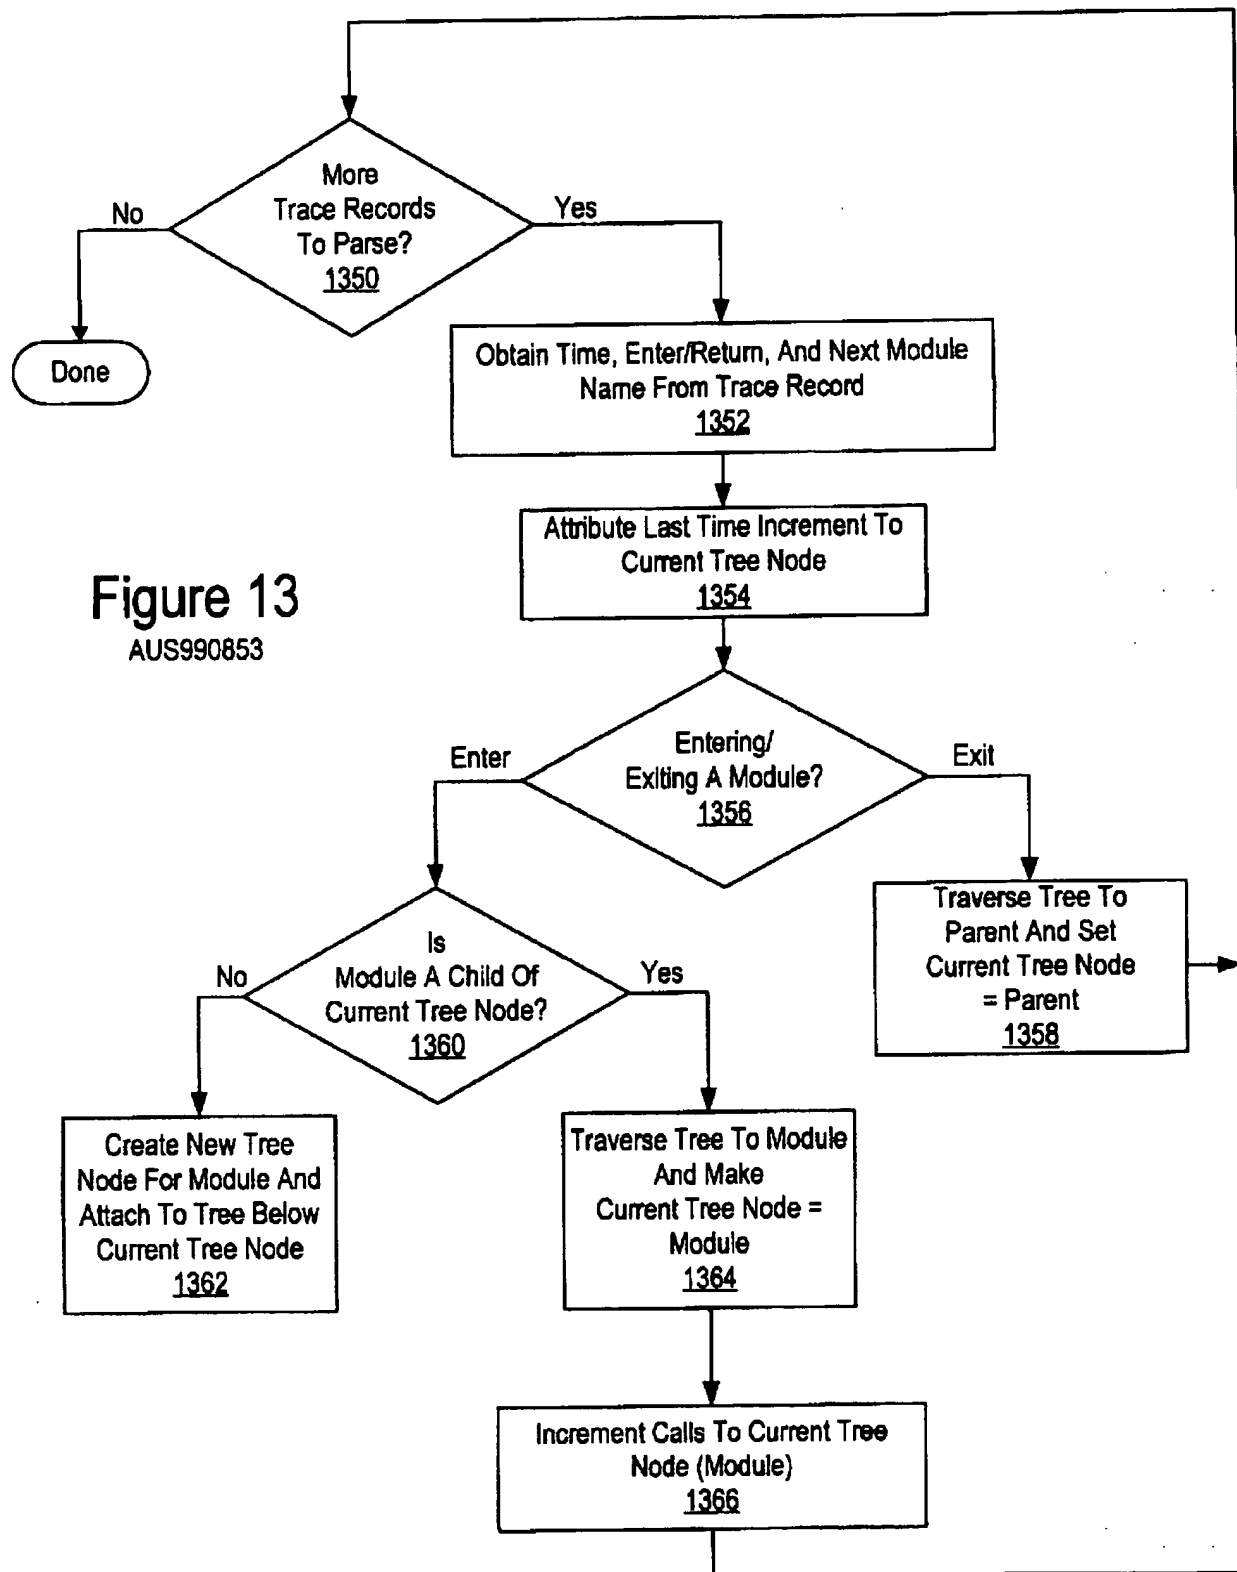 More
Trace Records
To Parse?
1350
No
Yes
Done
Obtain Time, Enter/Return, And Next Module
Name From Trace Record
1352
Attribute Last Time Increment To
Current Tree Node
1354
Figure 13
AUS990853
Entering/
Exiting A Module?
1356
Enter
Exit
Traverse Tree To
Parent And Set
Current Tree Node
= Parent
1358
Is
Module A Child Of
Current Tree Node?
1360
No
Yes
Create New Tree
Node For Module And
Attach To Tree Below
Current Tree Node
1362
Traverse Tree To Module
And Make
Current Tree Node =
Module
1364
Increment Calls To Current Tree
Node (Module)
1366